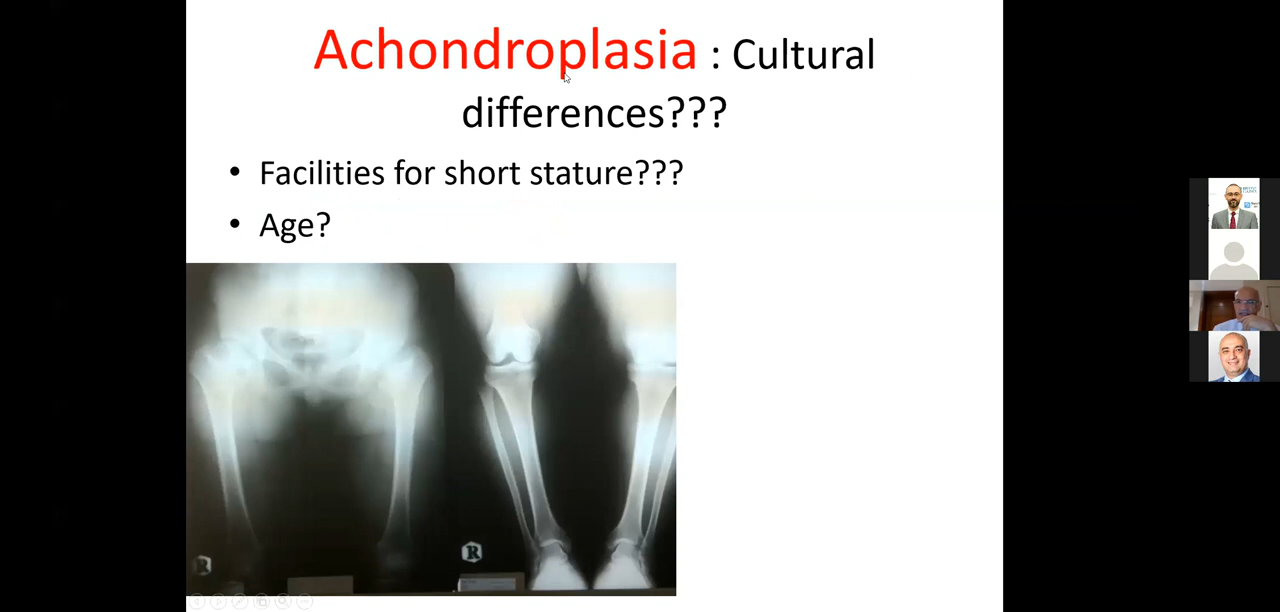 Achondroplasia : Cultural
differences???
• Facilities for short stature???
• Age?
R
R